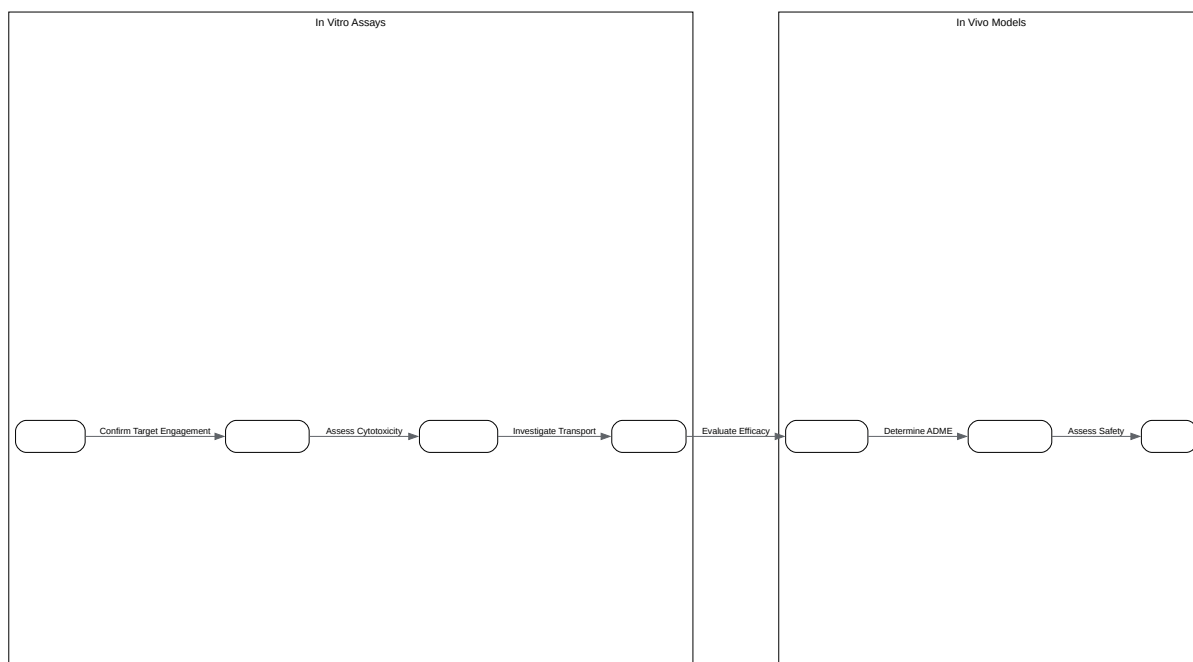 In Vitro Assays
In Vivo Models
Confirm Target Engagement
Assess Cytotoxicity
Investigate Transport
Evaluate Efficacy
Determine ADME
Assess Safety